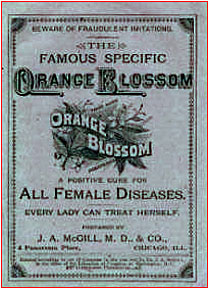 BEWARE OF FRAUDULENT IMITATIONS.
THE
FAMOUS SPECIFIC
ORANGE BLOSSOM
ORANGE
BLOSSOM
A POSITIVE CURE FOR
ALL FEMALE DISEASES.
EVERY LADY CAN TREAT HERSELF.
PREPARED BY
J. A. McGILL, M. D., & CO.,
4 Panorama Place, CHICAGO, ILL.